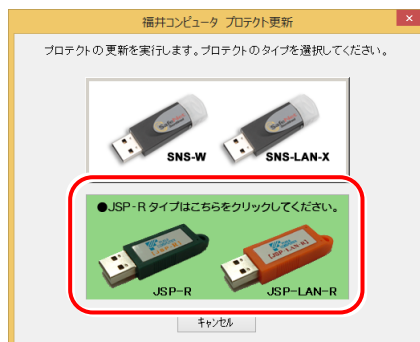 福井コンピュータ プロテクト更新
×
プロテクトの更新を実行します。プロテクトのタイプを選択してください。
SNS-W
SNS-LAN-X
●JSP-Rタイプはこちらをクリックしてください。
JSP-R
JSP-LAN-R
キャンセル